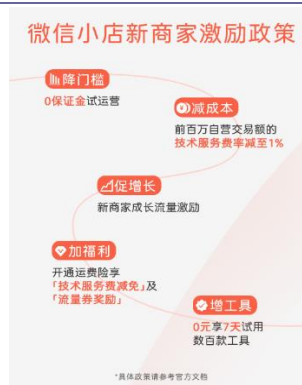 微信小店新商家激励政策
降门槛
0保证金试运营
减成本
前百万自营交易额的
技术服务费率减至1%
促增长
新商家成长流量激励
加福利
开通运费险享
「技术服务费减免」及
「流量券奖励」
增工具
0元享7天试用
数百款工具
*具体政策请参考官方文档